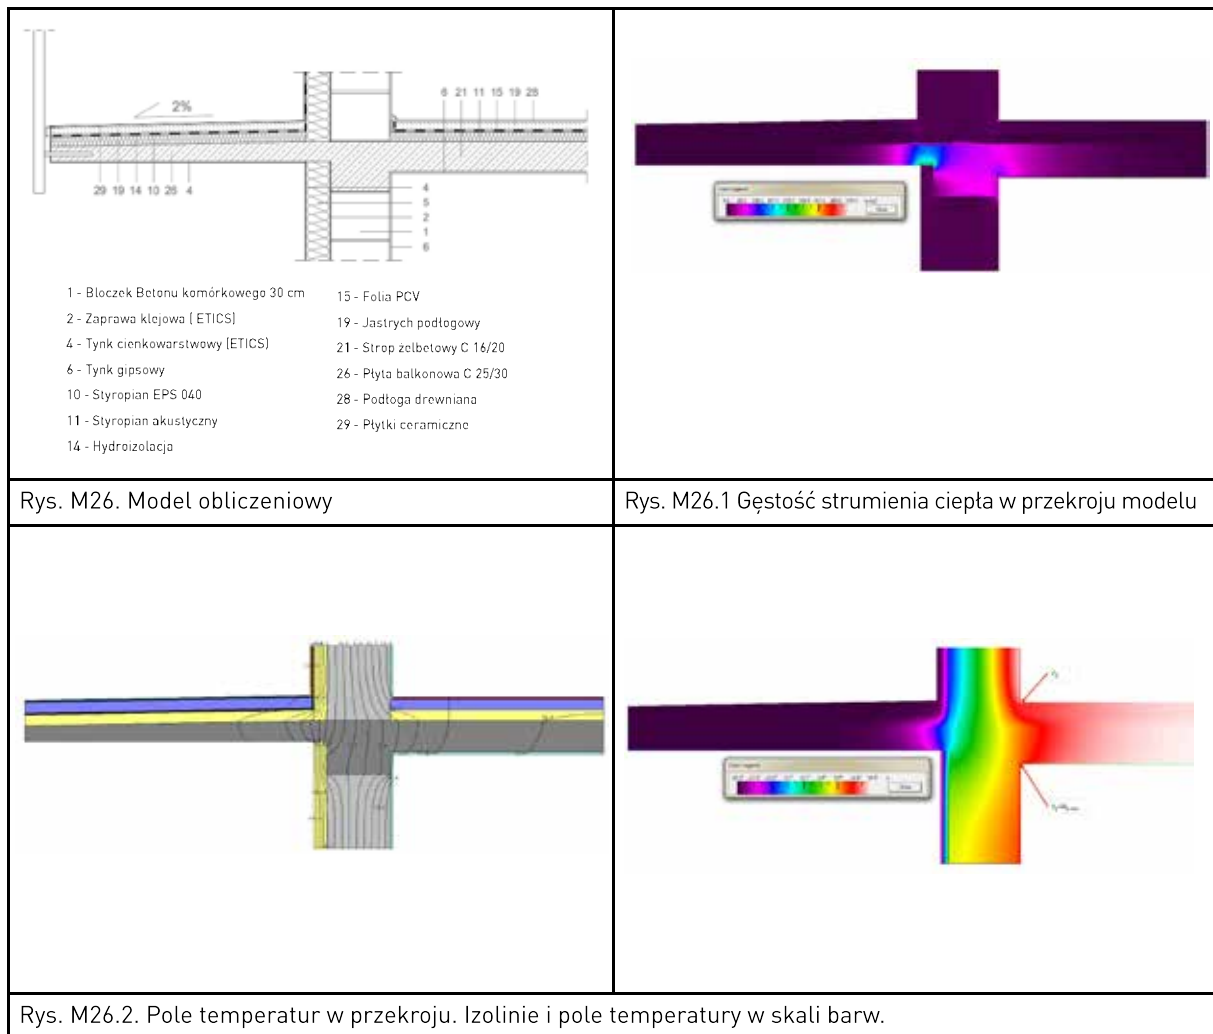 2%
6 21 11 15 19 28
29 19 14 10 26 4
4
5
2
1
6
1 - Bloczek Betonu komórkowego 30 cm
2 - Zaprawa klejowa ( ETICS)
4 - Tynk cienkowarstwowy (ETICS)
6 - Tynk gipsowy
10 - Styropian EPS 040
11 - Styropian akustyczny
14 - Hydroizolacja
15 - Folia PCV
19 - Jastrych podłogowy
21 - Strop żelbetowy C 16/20
26 - Płyta balkonowa C 25/30
28 - Podłoga drewniana
29 - Płytki ceramiczne
Rys. M26. Model obliczeniowy
Rys. M26.1 Gęstość strumienia ciepła w przekroju modelu
Rys. M26.2. Pole temperatur w przekroju. Izolinie i pole temperatury w skali barw.